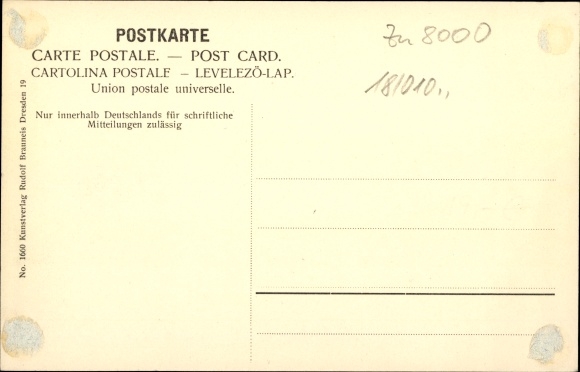 POSTKARTE
CARTE POSTALE. — POST CARD.
CARTOLINA POSTALE – LEVELEZÖ-LAP.
Union postale universelle.
Nur innerhalb Deutschlands für schriftliche
Mitteilungen zulässig
No. 1660 Kunstverlag Rudolf Brauneis Dresden 19
Zu 8000
181010.,